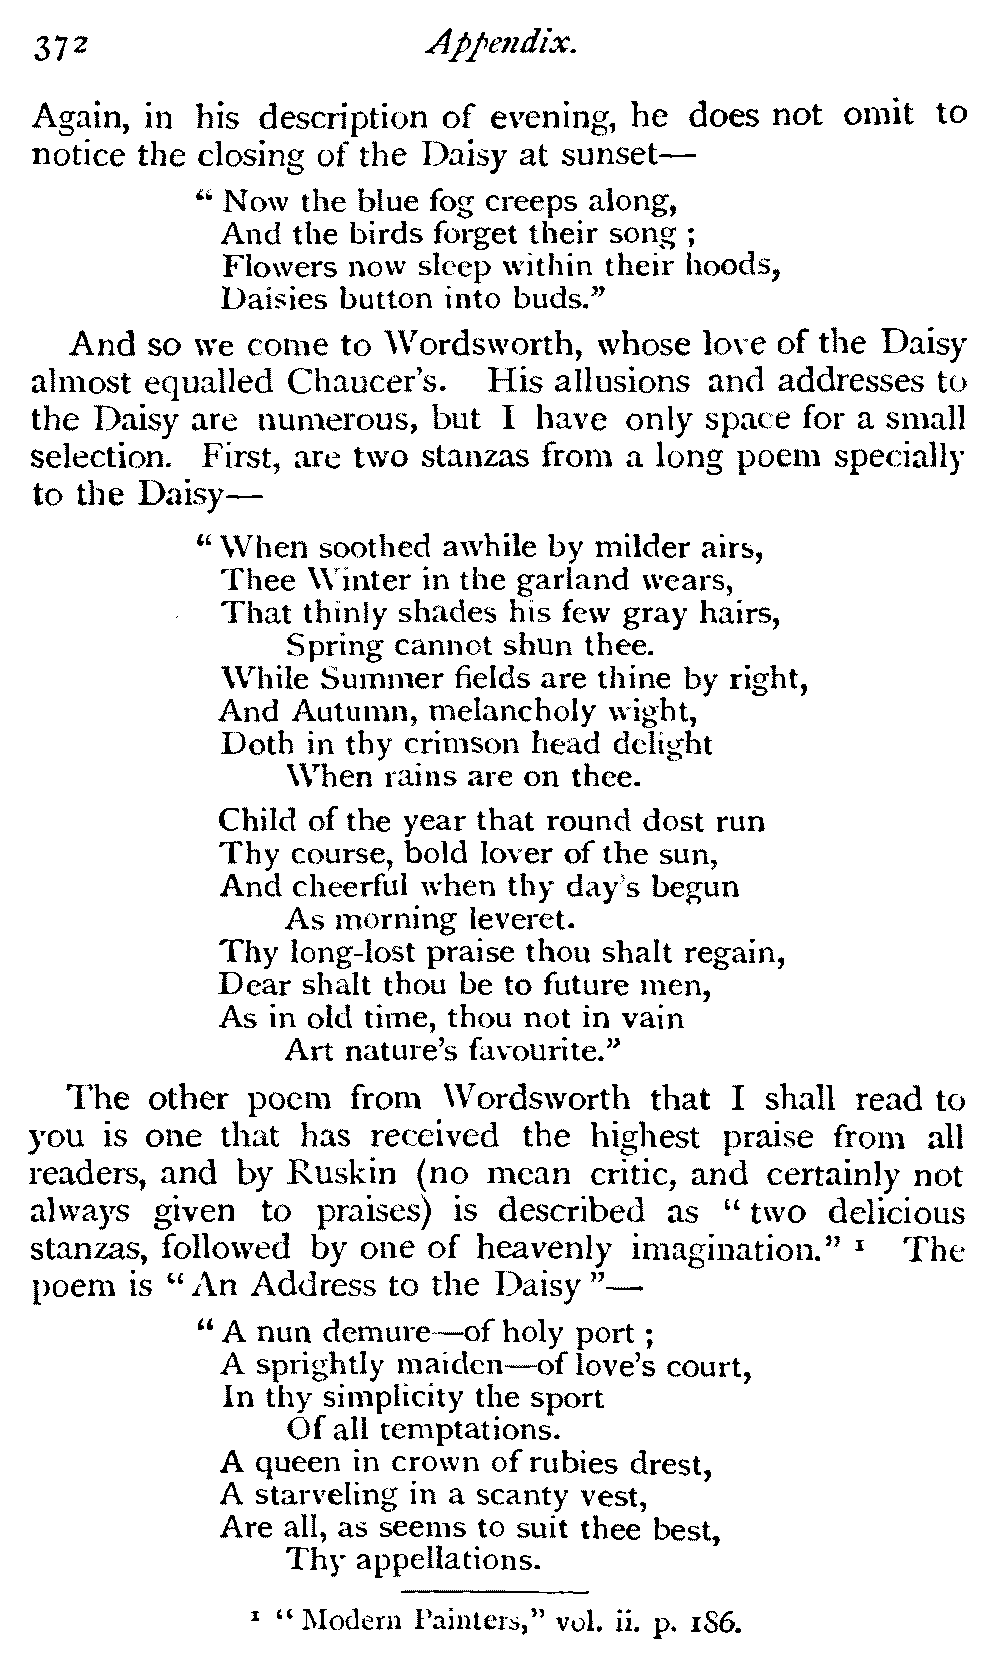 372 Appendix.
Again, in his description of evening, he does not omit to
notice the closing of the Daisy at sunset—
“ Now the blue fog creeps along,
And the birds forget their song ;
Flowers now sleep within their hoods,
Daisies button into buds.”
And so we come to Wordsworth, whose love of the Daisy
almost equalled Chaucer’s. His allusions and addresses to
the Daisy are numerous, but I have only space for a small
selection. First, are two stanzas from a long poem specially
to the Daisy—
“ When soothed awhile by milder airs,
Thee Winter in the garland wears,
That thinly shades his few gray hairs,
Spring cannot shun thee.
While Summer fields are thine by right,
And Autumn, melancholy wight,
Doth in thy crimson head delight
When rains are on thee.
Child of the year that round dost run
Thy course, bold lover of the sun,
And cheerful when thy day’s begun
As morning leveret.
Thy long-lost praise thou shalt regain,
Dear shalt thou be to future men,
As in old time, thou not in vain
Art nature’s favourite.”
The other poem from Wordsworth that I shall read to
you is one that has received the highest praise from all
readers, and by Ruskin (no mean critic, and certainly not
always given to praises) is described as “ two delicious
stanzas, followed by one of heavenly imagination.” ¹ The
poem is “ An Address to the Daisy ”—
“ A nun demure—of holy port ;
A sprightly maiden—of love’s court,
In thy simplicity the sport
Of all temptations.
A queen in crown of rubies drest,
A starveling in a scanty vest,
Are all, as seems to suit thee best,
Thy appellations.
¹ “ Modern Painters,” vol. ii. p. 186.